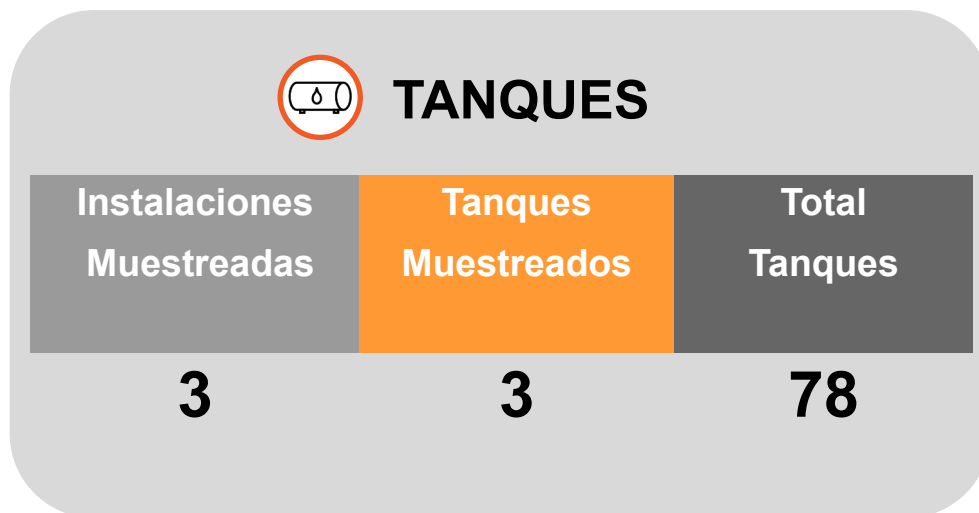 TANQUES
Instalaciones
Muestreadas
Tanques
Muestreados
Total
Tanques
3
3
78